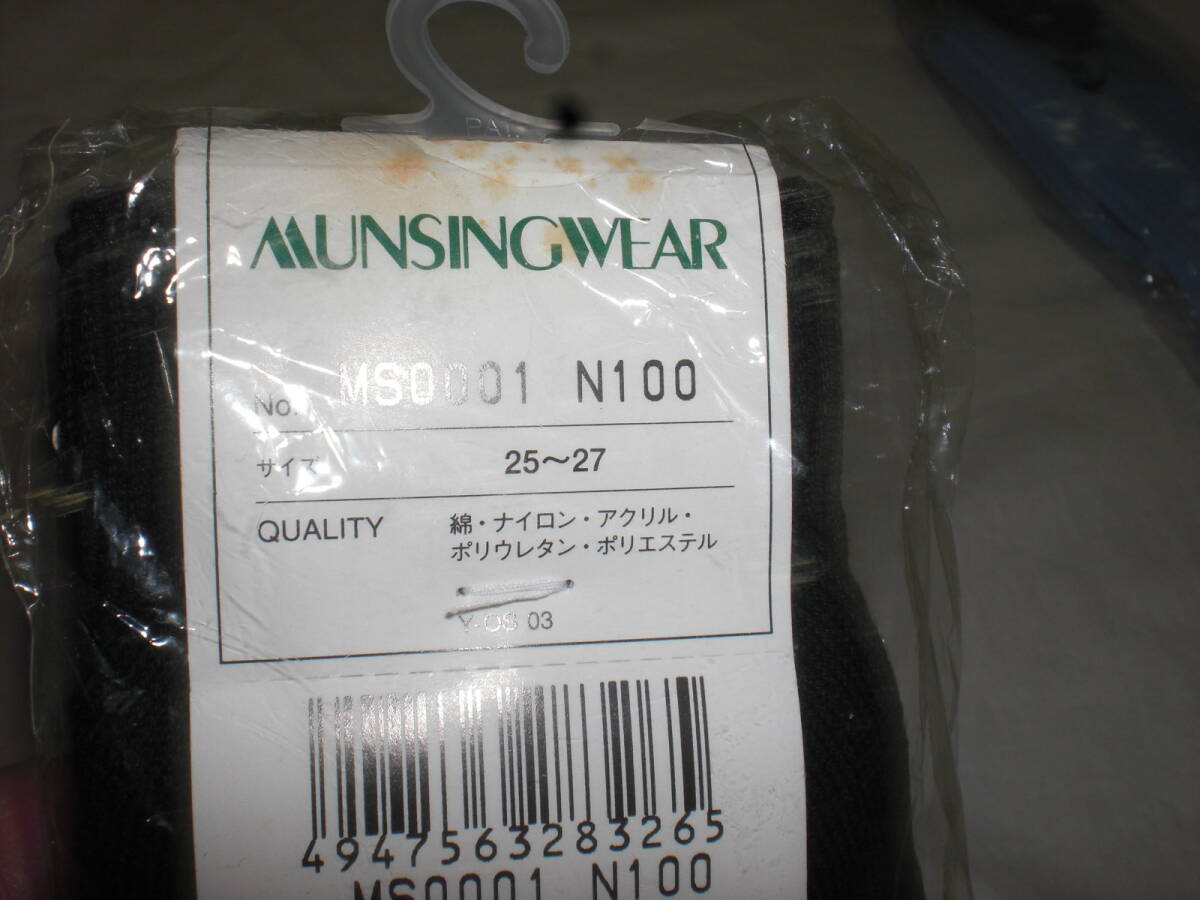 MUNSINGWEAR
No. MS0001 N100
サイズ 25～27
QUALITY 綿・ナイロン・アクリル・
ポリウレタン・ポリエステル
Y-OS 03
4947563283265
MS0001 N100